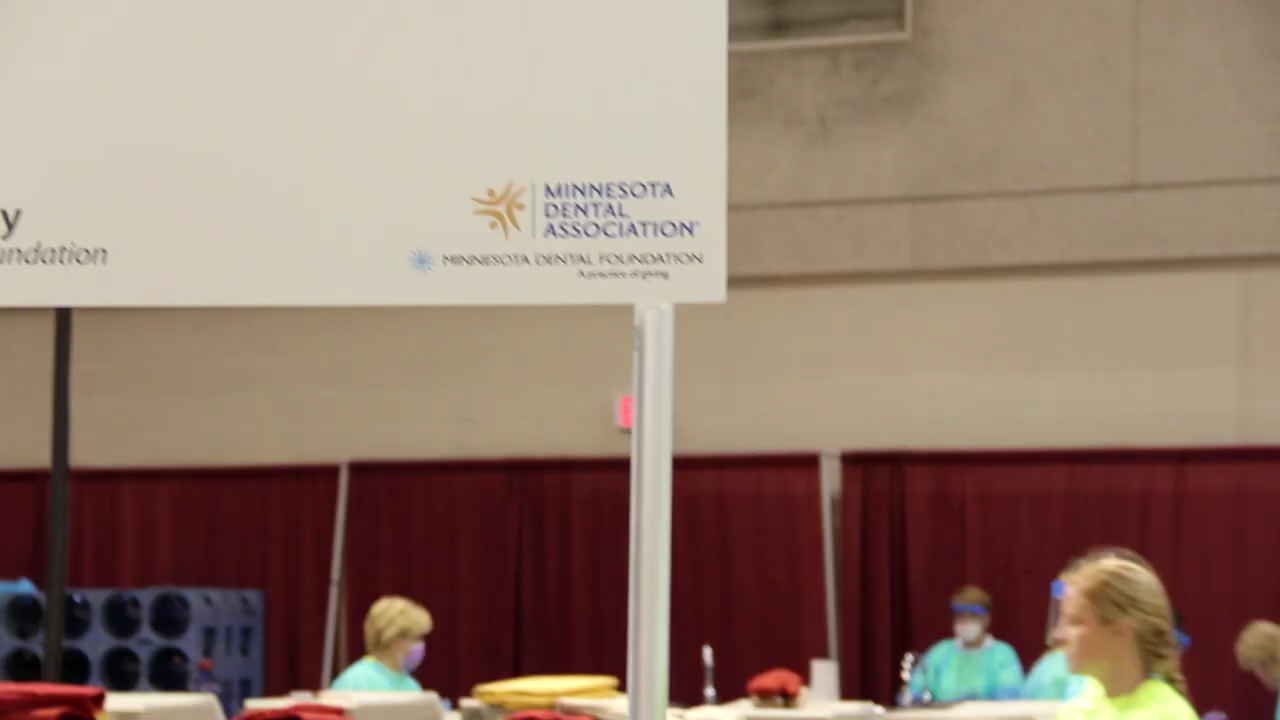 y
undation
MINNESOTA
DENTAL
ASSOCIATION
MINNESOTA DENTAL FOUNDATION
A practice of giving